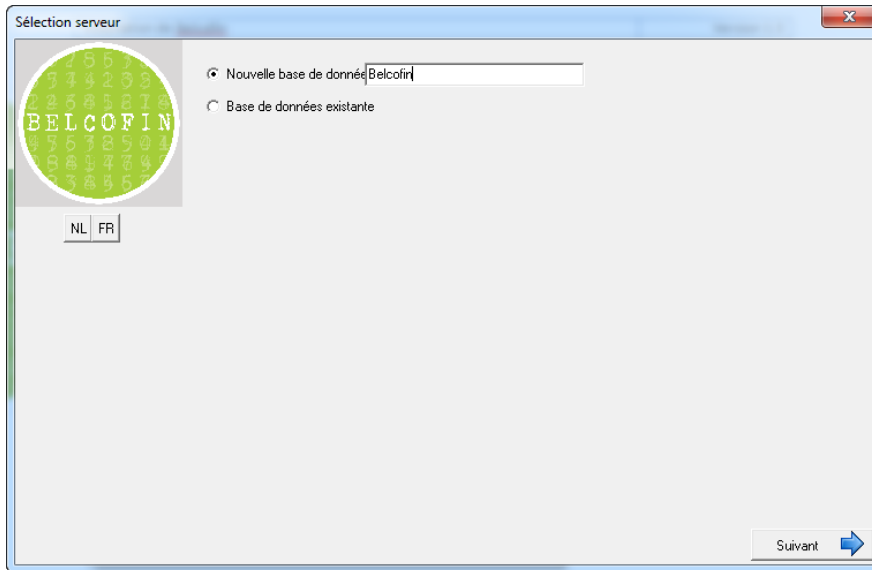 Sélection serveur
BELCOFIN
Nouvelle base de donnée
Belcofin
Base de données existante
NL FR
Suivant